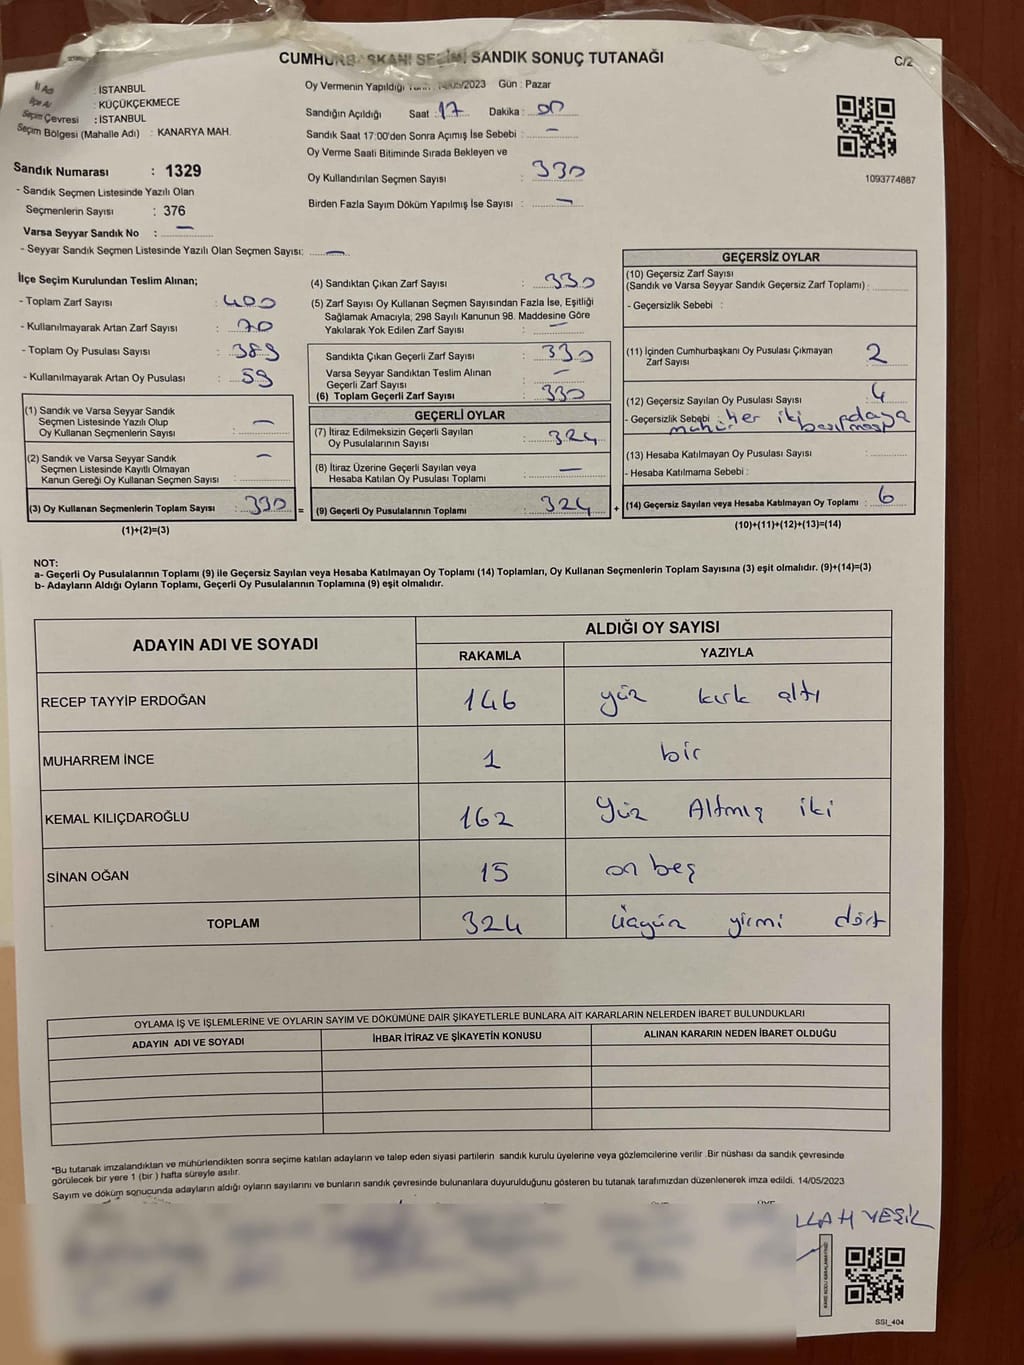 CUMHURBAŞKANI SEÇİMİ SANDIK SONUÇ TUTANAĞI
C/2
İl Adı : İSTANBUL
İlçe Adı : KÜÇÜKÇEKMECE
Seçim Çevresi : İSTANBUL
Seçim Bölgesi (Mahalle Adı) : KANARYA MAH.
Oy Vermenin Yapıldığı 14/05/2023 Gün : Pazar
Sandığın Açıldığı Saat : 17 Dakika : 00
Sandık Saat 17:00'den Sonra Açımış İse Sebebi : —
Oy Verme Saati Bitiminde Sırada Bekleyen ve
Oy Kullandırılan Seçmen Sayısı : 330
Birden Fazla Sayım Döküm Yapılmış İse Sayısı : —
1093774887
Sandık Numarası : 1329
- Sandık Seçmen Listesinde Yazılı Olan
Seçmenlerin Sayısı : 376
Varsa Seyyar Sandık No : —
- Seyyar Sandık Seçmen Listesinde Yazılı Olan Seçmen Sayısı: —
İlçe Seçim Kurulundan Teslim Alınan;
- Toplam Zarf Sayısı : 400
- Kullanılmayarak Artan Zarf Sayısı : 70
- Toplam Oy Pusulası Sayısı : 389
- Kullanılmayarak Artan Oy Pusulası : 59
(1) Sandık ve Varsa Seyyar Sandık
Seçmen Listesinde Yazılı Olup
Oy Kullanan Seçmenlerin Sayısı : —
(2) Sandık ve Varsa Seyyar Sandık
Seçmen Listesinde Kayıtlı Olmayan
Kanun Gereği Oy Kullanan Seçmen Sayısı : —
(3) Oy Kullanan Seçmenlerin Toplam Sayısı : 330 =
(1)+(2)=(3)
(4) Sandıktan Çıkan Zarf Sayısı : 330
(5) Zarf Sayısı Oy Kullanan Seçmen Sayısından Fazla İse, Eşitliği
Sağlamak Amacıyla, 298 Sayılı Kanunun 98. Maddesine Göre
Yakılarak Yok Edilen Zarf Sayısı : —
Sandıkta Çıkan Geçerli Zarf Sayısı : 330
Varsa Seyyar Sandıktan Teslim Alınan
Geçerli Zarf Sayısı : —
(6) Toplam Geçerli Zarf Sayısı : 330
GEÇERLİ OYLAR
(7) İtiraz Edilmeksizin Geçerli Sayılan
Oy Pusulalarının Sayısı : 324
(8) İtiraz Üzerine Geçerli Sayılan veya
Hesaba Katılan Oy Pusulası Toplamı : —
(9) Geçerli Oy Pusulalarının Toplamı : 324 +
GEÇERSİZ OYLAR
(10) Geçersiz Zarf Sayısı
(Sandık ve Varsa Seyyar Sandık Geçersiz Zarf Toplamı) :
- Geçersizlik Sebebi :
(11) İçinden Cumhurbaşkanı Oy Pusulası Çıkmayan
Zarf Sayısı : 2
(12) Geçersiz Sayılan Oy Pusulası Sayısı : 4
- Geçersizlik Sebebi : Her iki adaya
mühür basılması
(13) Hesaba Katılmayan Oy Pusulası Sayısı :
- Hesaba Katılmama Sebebi :
(14) Geçersiz Sayılan veya Hesaba Katılmayan Oy Toplamı : 6
(10)+(11)+(12)+(13)=(14)
NOT:
a- Geçerli Oy Pusulalarının Toplamı (9) ile Geçersiz Sayılan veya Hesaba Katılmayan Oy Toplamı (14) Toplamları, Oy Kullanan Seçmenlerin Toplam Sayısına (3) eşit olmalıdır. (9)+(14)=(3)
b- Adayların Aldığı Oyların Toplamı, Geçerli Oy Pusulalarının Toplamına (9) eşit olmalıdır.
ADAYIN ADI VE SOYADI
ALDIĞI OY SAYISI
RAKAMLA YAZIYLA
RECEP TAYYİP ERDOĞAN 146 yüz kırk altı
MUHARREM İNCE 1 bir
KEMAL KILIÇDAROĞLU 162 Yüz Altmış iki
SİNAN OĞAN 15 on beş
TOPLAM 324 üçyüz yirmi dört
OYLAMA İŞ VE İŞLEMLERİNE VE OYLARIN SAYIM VE DÖKÜMÜNE DAİR ŞİKAYETLERLE BUNLARA AİT KARARLARIN NELERDEN İBARET BULUNDUKLARI
ADAYIN ADI VE SOYADI İHBAR İTİRAZ VE ŞİKAYETİN KONUSU ALINAN KARARIN NEDEN İBARET OLDUĞU
*Bu tutanak imzalandıktan ve mühürlendikten sonra seçime katılan adayların ve talep eden siyasi partilerin sandık kurulu üyelerine veya gözlemcilerine verilir .Bir nüshası da sandık çevresinde
görülecek bir yere 1 (bir ) hafta süreyle asılır.
Sayım ve döküm sonucunda adayların aldığı oyların sayılarını ve bunların sandık çevresinde bulunanlara duyurulduğunu gösteren bu tutanak tarafımızdan düzenlenerek imza edildi. 14/05/2023
LLAH YEŞİL
SSI_404